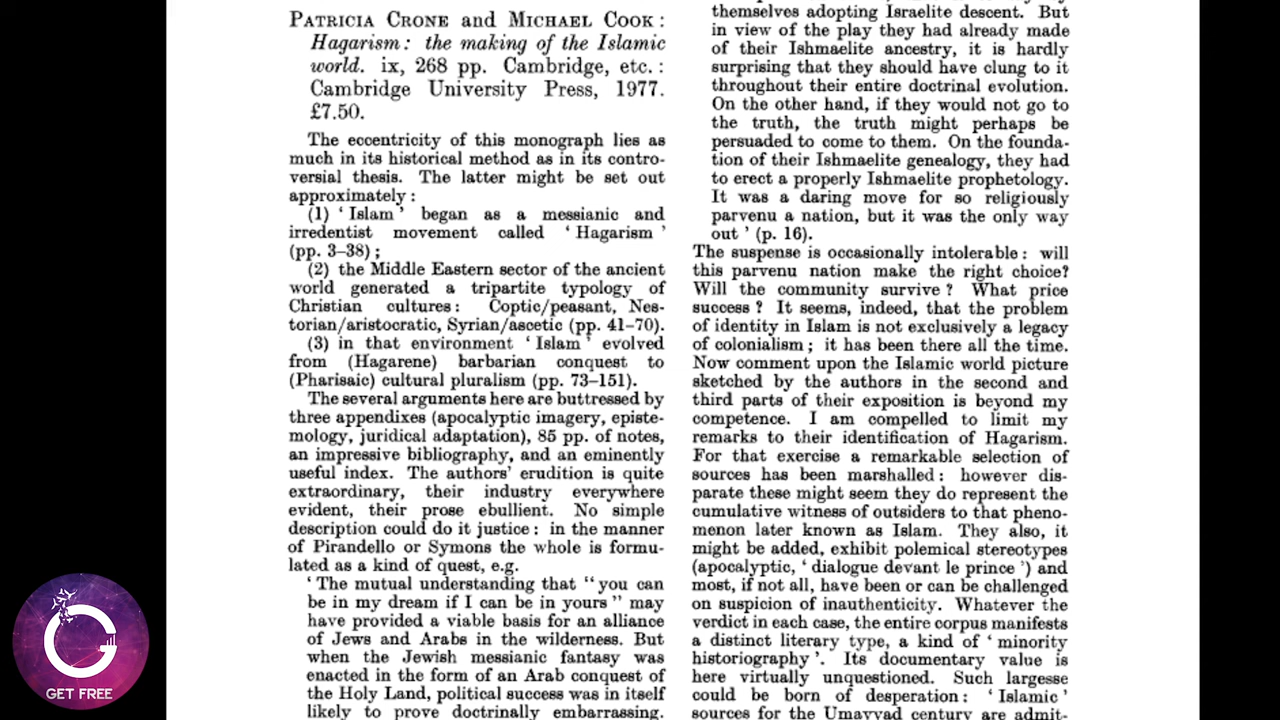 PATRICIA CRONE and MICHAEL COOK :
Hagarism : the making of the Islamic
world. ix, 268 pp. Cambridge, etc. :
Cambridge University Press, 1977.
£7.50.
The eccentricity of this monograph lies as
much in its historical method as in its contro-
versial thesis. The latter might be set out
approximately :
(1) ‘ Islam ’ began as a messianic and
irredentist movement called ‘ Hagarism ’
(pp. 3–38) ;
(2) the Middle Eastern sector of the ancient
world generated a tripartite typology of
Christian cultures : Coptic/peasant, Nes-
torian/aristocratic, Syrian/ascetic (pp. 41–70).
(3) in that environment ‘ Islam ’ evolved
from (Hagarene) barbarian conquest to
(Pharisaic) cultural pluralism (pp. 73–151).
The several arguments here are buttressed by
three appendixes (apocalyptic imagery, episte-
mology, juridical adaptation), 85 pp. of notes,
an impressive bibliography, and an eminently
useful index. The authors’ erudition is quite
extraordinary, their industry everywhere
evident, their prose ebullient. No simple
description could do it justice : in the manner
of Pirandello or Symons the whole is formu-
lated as a kind of quest, e.g.
‘ The mutual understanding that “ you can
be in my dream if I can be in yours ” may
have provided a viable basis for an alliance
of Jews and Arabs in the wilderness. But
when the Jewish messianic fantasy was
enacted in the form of an Arab conquest of
the Holy Land, political success was in itself
likely to prove doctrinally embarrassing.
themselves adopting Israelite descent. But
in view of the play they had already made
of their Ishmaelite ancestry, it is hardly
surprising that they should have clung to it
throughout their entire doctrinal evolution.
On the other hand, if they would not go to
the truth, the truth might perhaps be
persuaded to come to them. On the founda-
tion of their Ishmaelite genealogy, they had
to erect a properly Ishmaelite prophetology.
It was a daring move for so religiously
parvenu a nation, but it was the only way
out ’ (p. 16).
The suspense is occasionally intolerable : will
this parvenu nation make the right choice?
Will the community survive ? What price
success ? It seems, indeed, that the problem
of identity in Islam is not exclusively a legacy
of colonialism ; it has been there all the time.
Now comment upon the Islamic world picture
sketched by the authors in the second and
third parts of their exposition is beyond my
competence. I am compelled to limit my
remarks to their identification of Hagarism.
For that exercise a remarkable selection of
sources has been marshalled : however dis-
parate these might seem they do represent the
cumulative witness of outsiders to that pheno-
menon later known as Islam. They also, it
might be added, exhibit polemical stereotypes
(apocalyptic, ‘ dialogue devant le prince ’) and
most, if not all, have been or can be challenged
on suspicion of inauthenticity. Whatever the
verdict in each case, the entire corpus manifests
a distinct literary type, a kind of ‘ minority
historiography ’. Its documentary value is
here virtually unquestioned. Such largesse
could be born of desperation : ‘ Islamic ’
sources for the Umayyad century are admit-
GET FREE